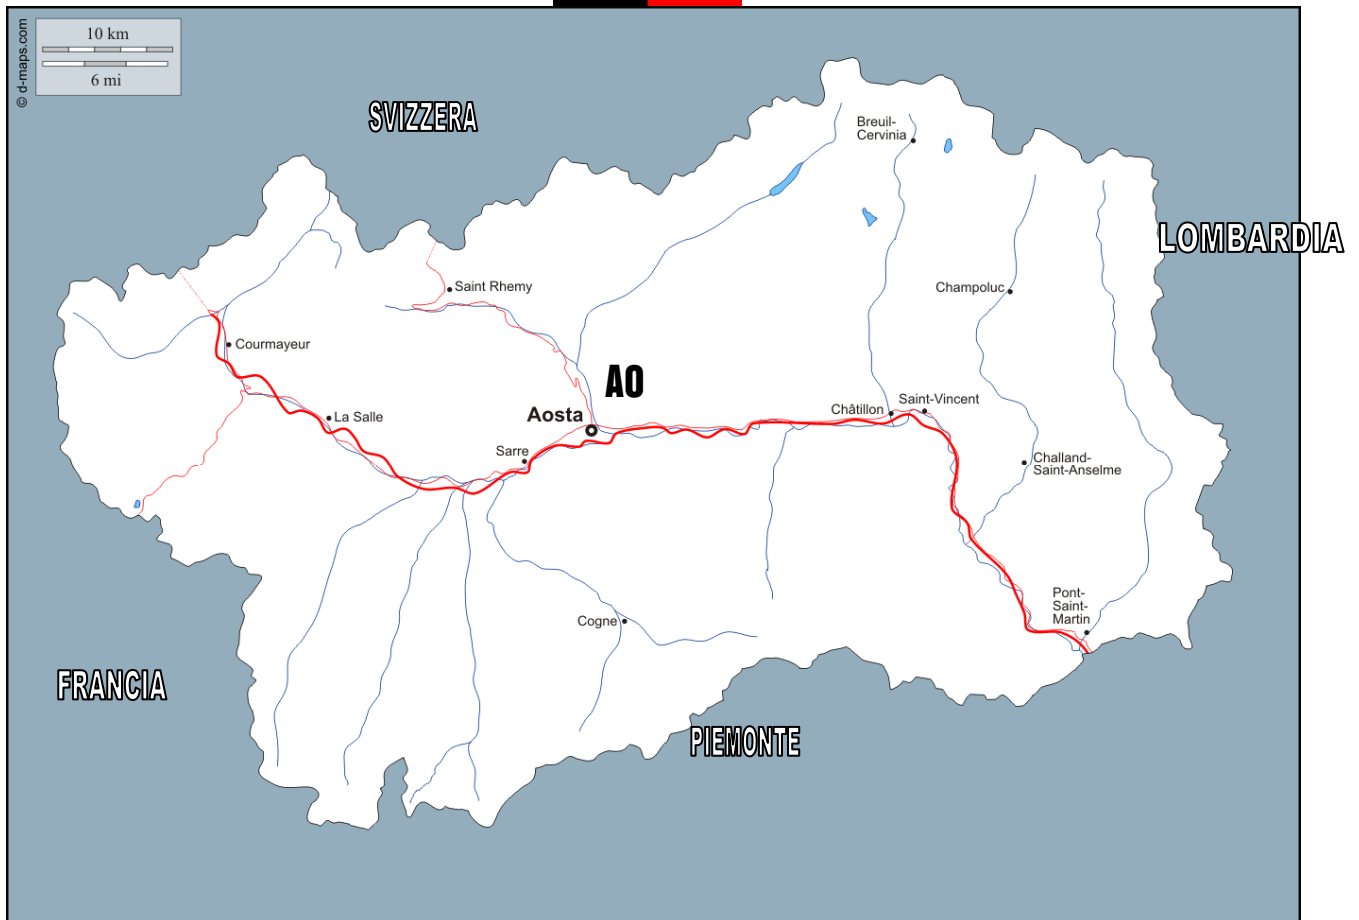 © d-maps.com
10 km
6 mi
SVIZZERA
Breuil-
Cervinia
LOMBARDIA
Saint Rhemy
Champoluc
Courmayeur
AO
La Salle
Aosta
Châtillon
Saint-Vincent
Sarre
Challand-
Saint-Anselme
Pont-
Saint-
Martin
Cogne
FRANCIA
PIEMONTE